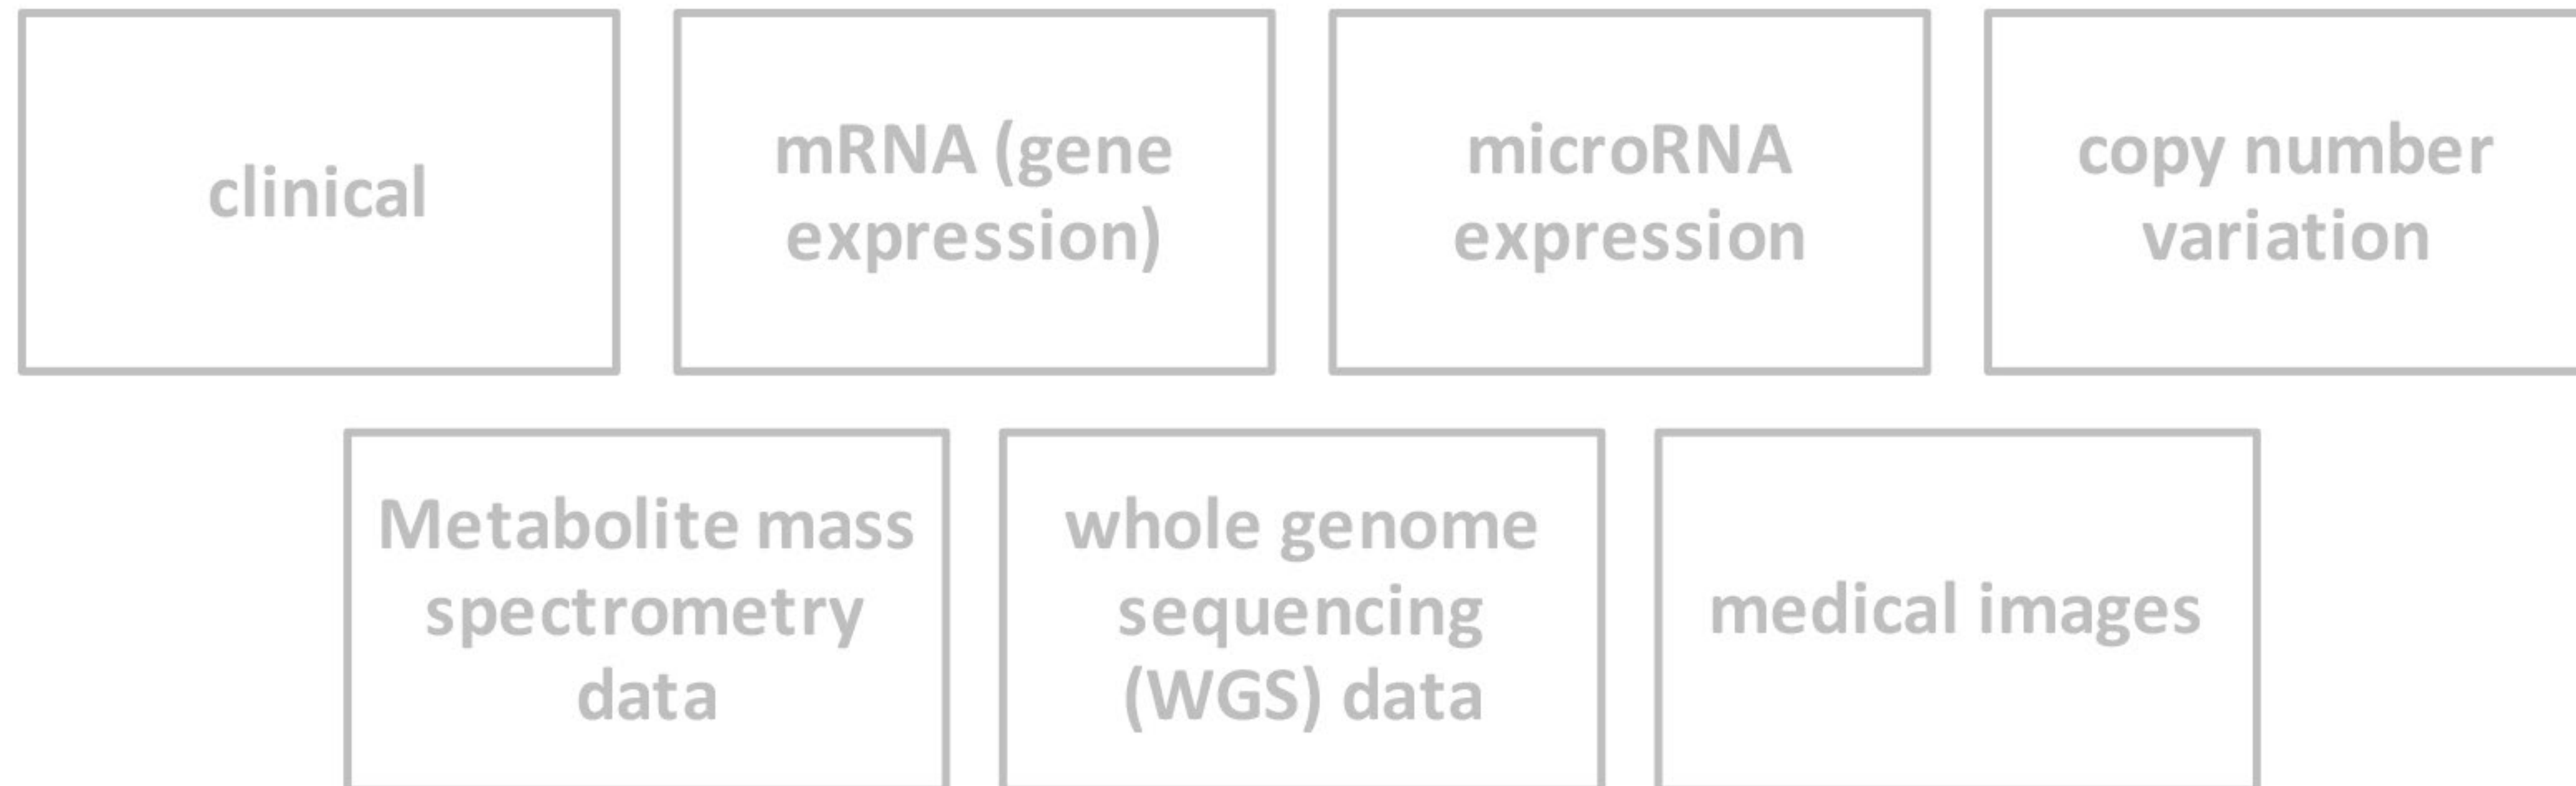 clinical
mRNA (gene
expression)
microRNA
expression
copy number
variation
Metabolite mass
spectrometry
data
whole genome
sequencing
(WGS) data
medical images